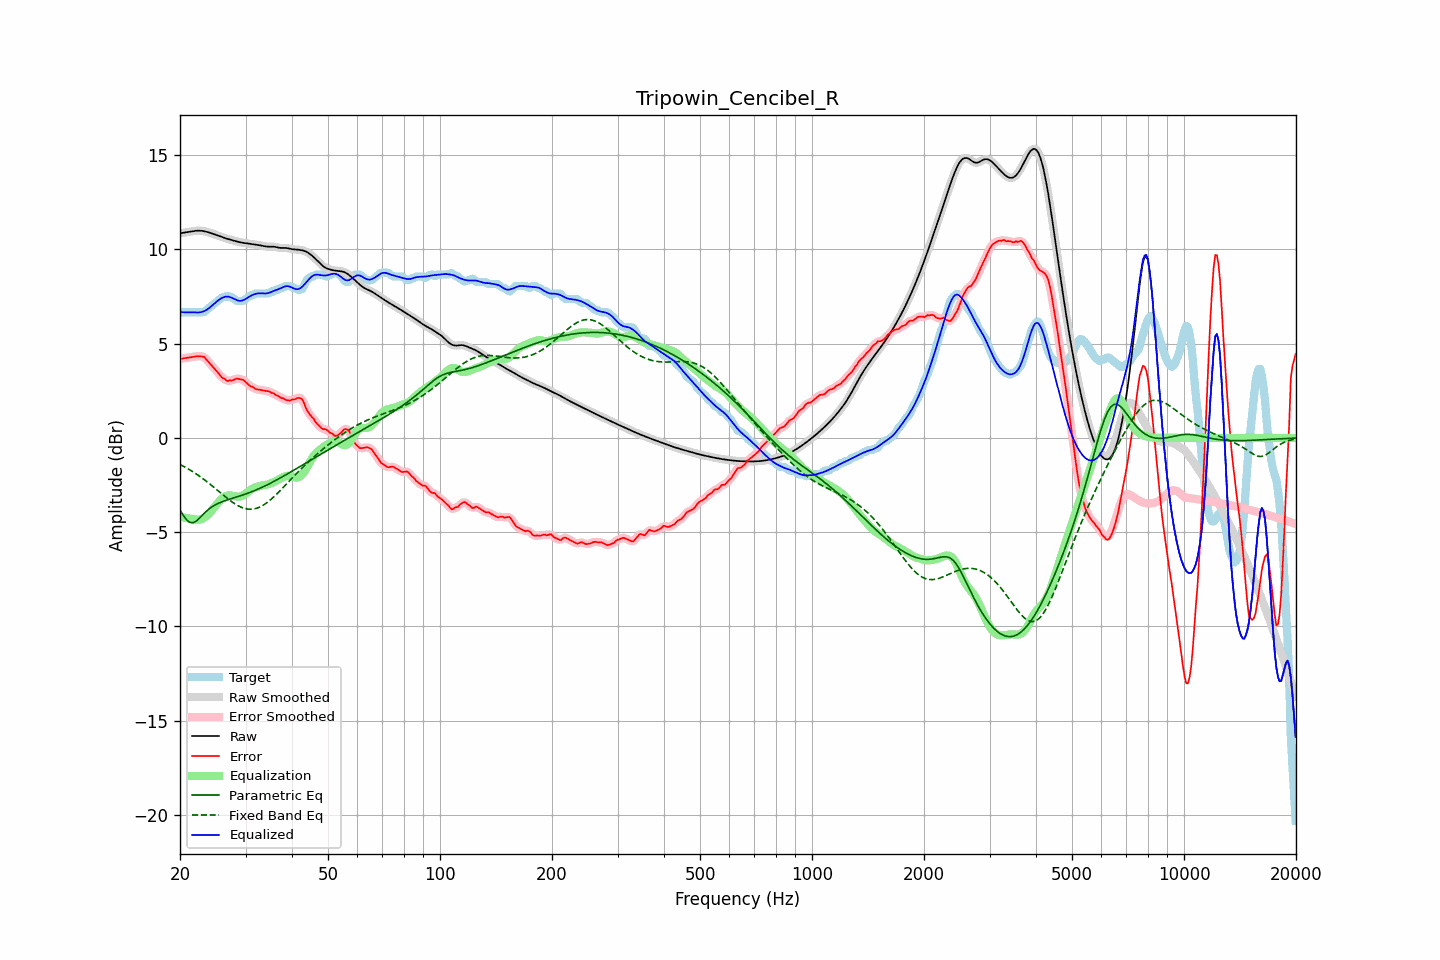 Tripowin_Cencibel_R
Amplitude (dBr)
15
10
5
0
−5
−10
−15
−20
Target
Raw Smoothed
Error Smoothed
Raw
Error
Equalization
Parametric Eq
Fixed Band Eq
Equalized
20 50 100 200 500 1000 2000 5000 10000 20000
Frequency (Hz)